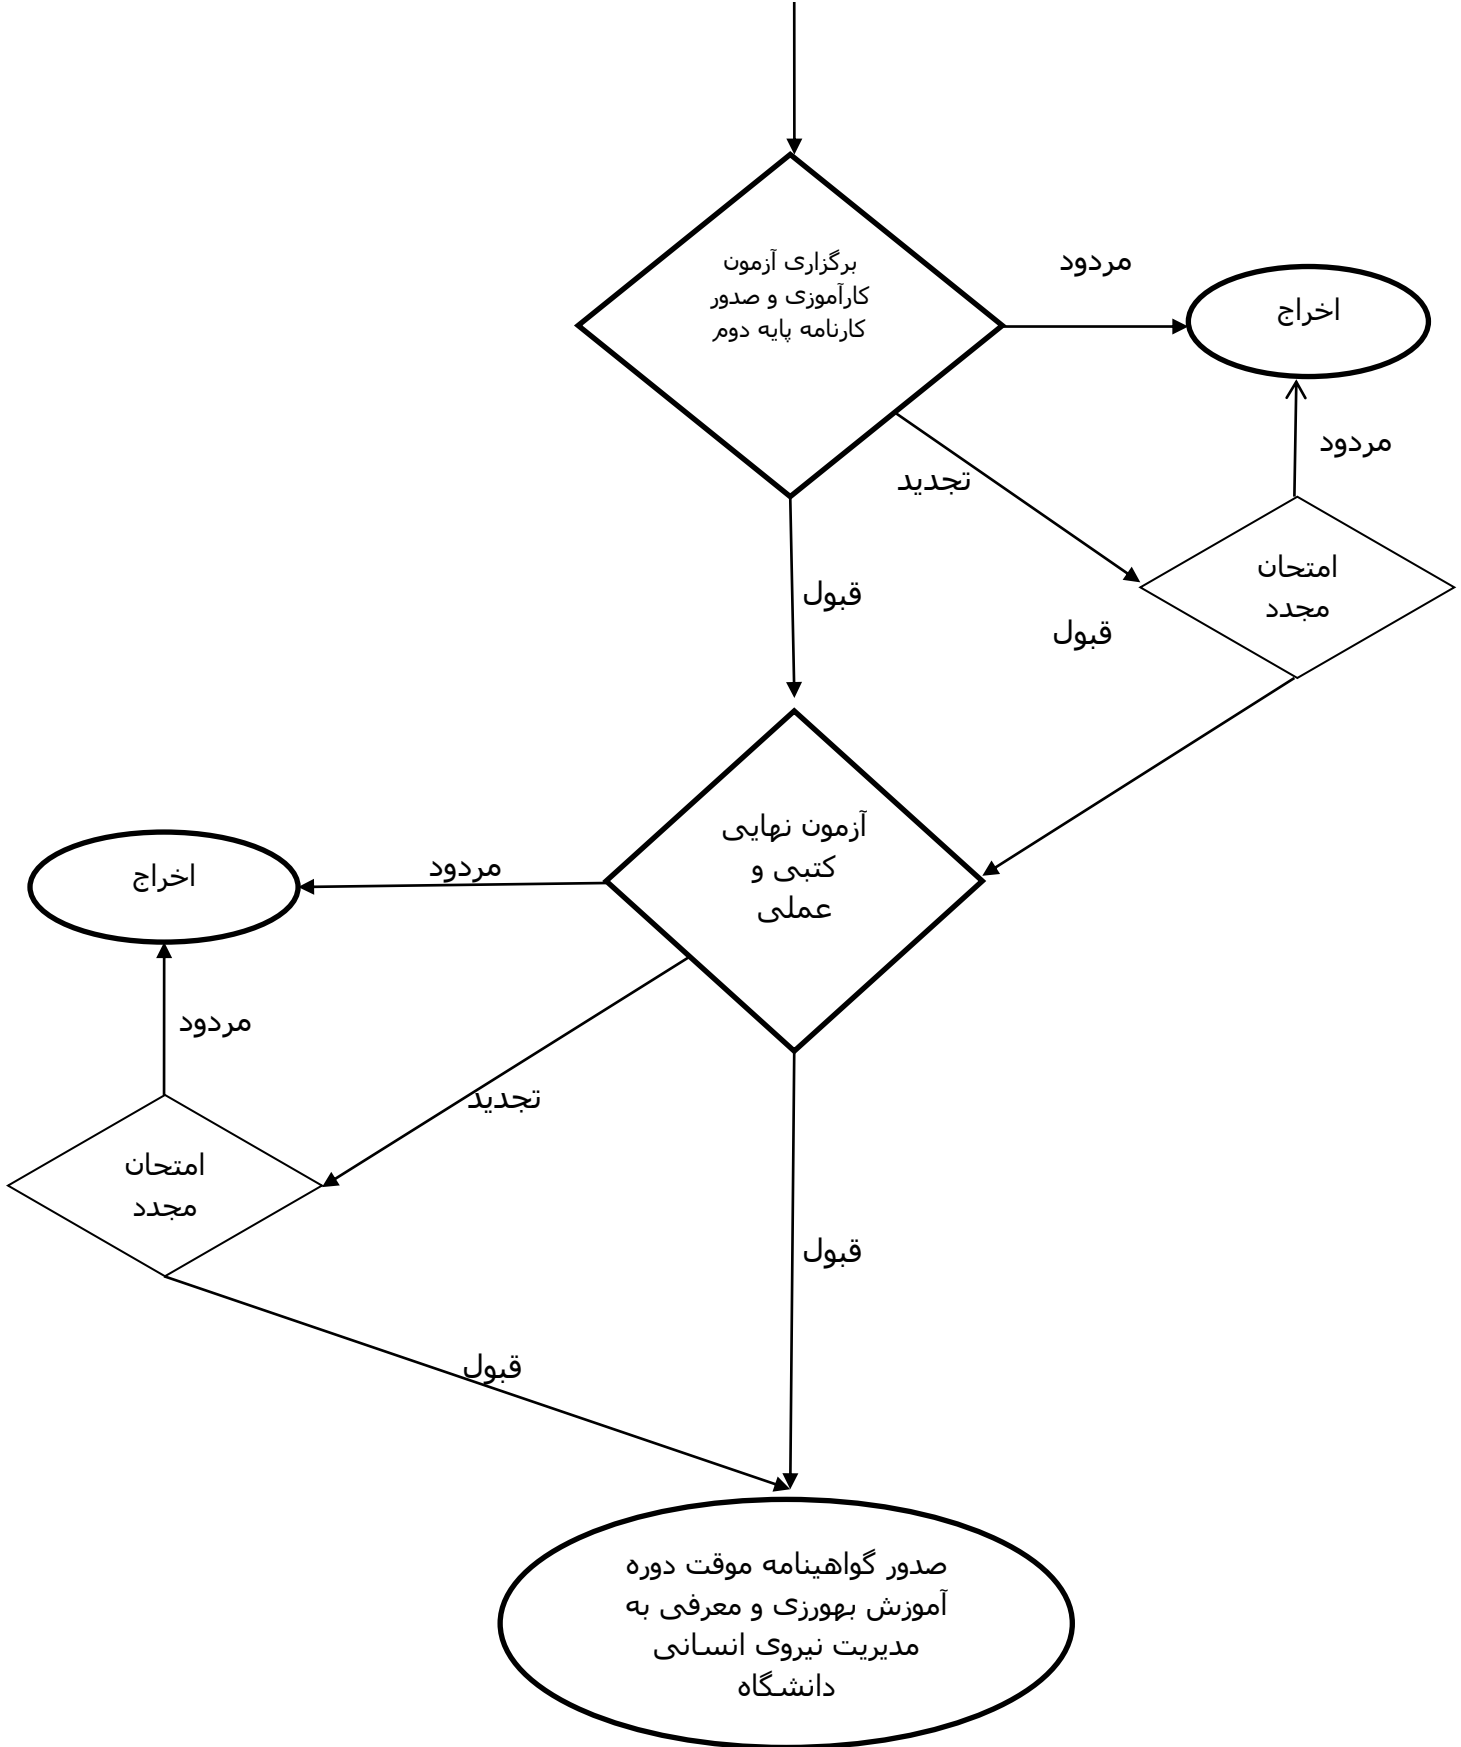 برگزاری آزمون
کارآموزی و صدور
کارنامه پایه دوم
مردود
اخراج
مردود
تجدید
امتحان
مجدد
قبول
قبول
آزمون نهایی
کتبی و
عملی
مردود
اخراج
مردود
تجدید
امتحان
مجدد
قبول
قبول
صدور گواهینامه موقت دوره
آموزش بهورزی و معرفی به
مدیریت نیروی انسانی
دانشگاه